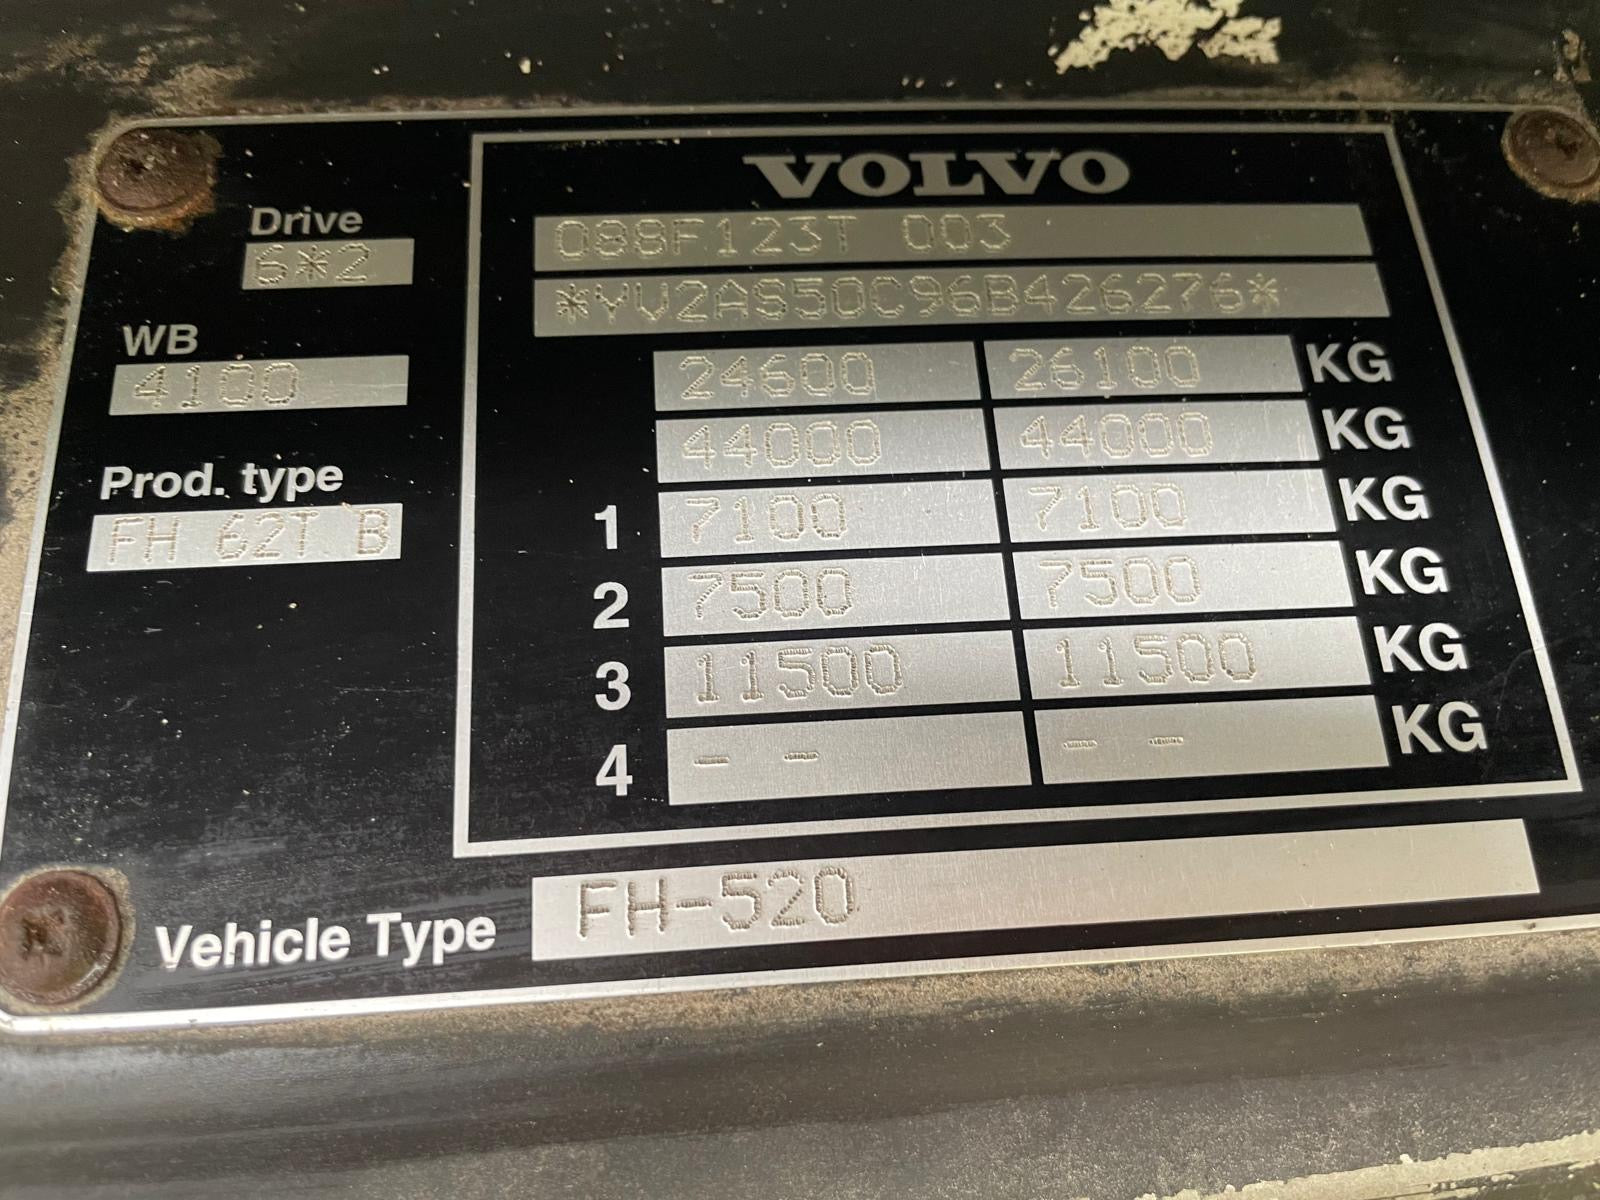 VOLVO
Drive
6*2
088F123T 003
*YV2AS50C96B426276*
WB
4100
24600 26100 KG
44000 44000 KG
Prod. type
FH 62T B
1 7100 7100 KG
2 7500 7500 KG
3 11500 11500 KG
4 - - - - KG
Vehicle Type FH-520